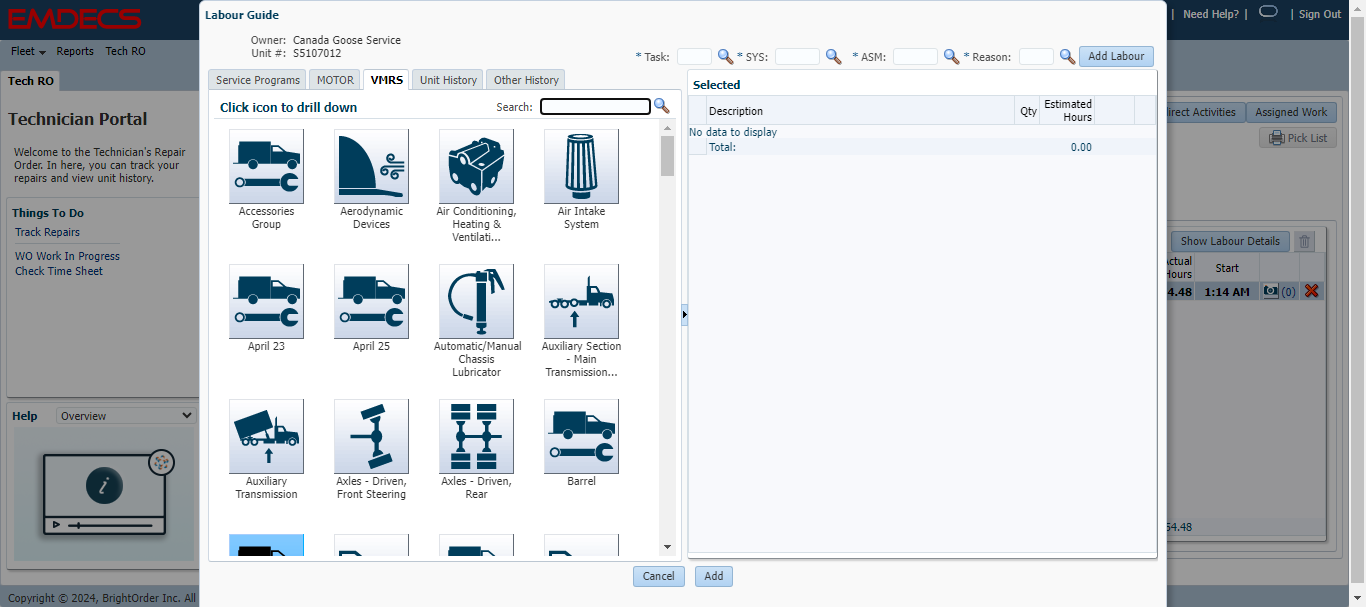 EMDECS
Need Help? |
| Sign Out
Fleet
Reports
Tech RO
Tech RO
Technician Portal
Welcome to the Technician's Repair
Order. In here, you can track your
repairs and view unit history.
Things To Do
Track Repairs
WO Work In Progress
Check Time Sheet
Help
Overview
Copyright © 2024, BrightOrder Inc. All
Labour Guide
Owner: Canada Goose Service
Unit #: S5107012
* Task:
* SYS:
* ASM:
* Reason:
Add Labour
Service Programs
MOTOR
VMRS
Unit History
Other History
Click icon to drill down
Search:
Accessories
Group
Aerodynamic
Devices
Air Conditioning,
Heating &
Ventilati...
Air Intake
System
April 23
April 25
Automatic/Manual
Chassis
Lubricator
Auxiliary Section
- Main
Transmission...
Auxiliary
Transmission
Axles - Driven,
Front Steering
Axles - Driven,
Rear
Barrel
Selected
Description
Qty
Estimated
Hours
No data to display
Total:
0.00
Cancel
Add
Activities
Assigned Work
Pick List
Show Labour Details
Hours
Start
4.48
1:14 AM
(0)
54.48